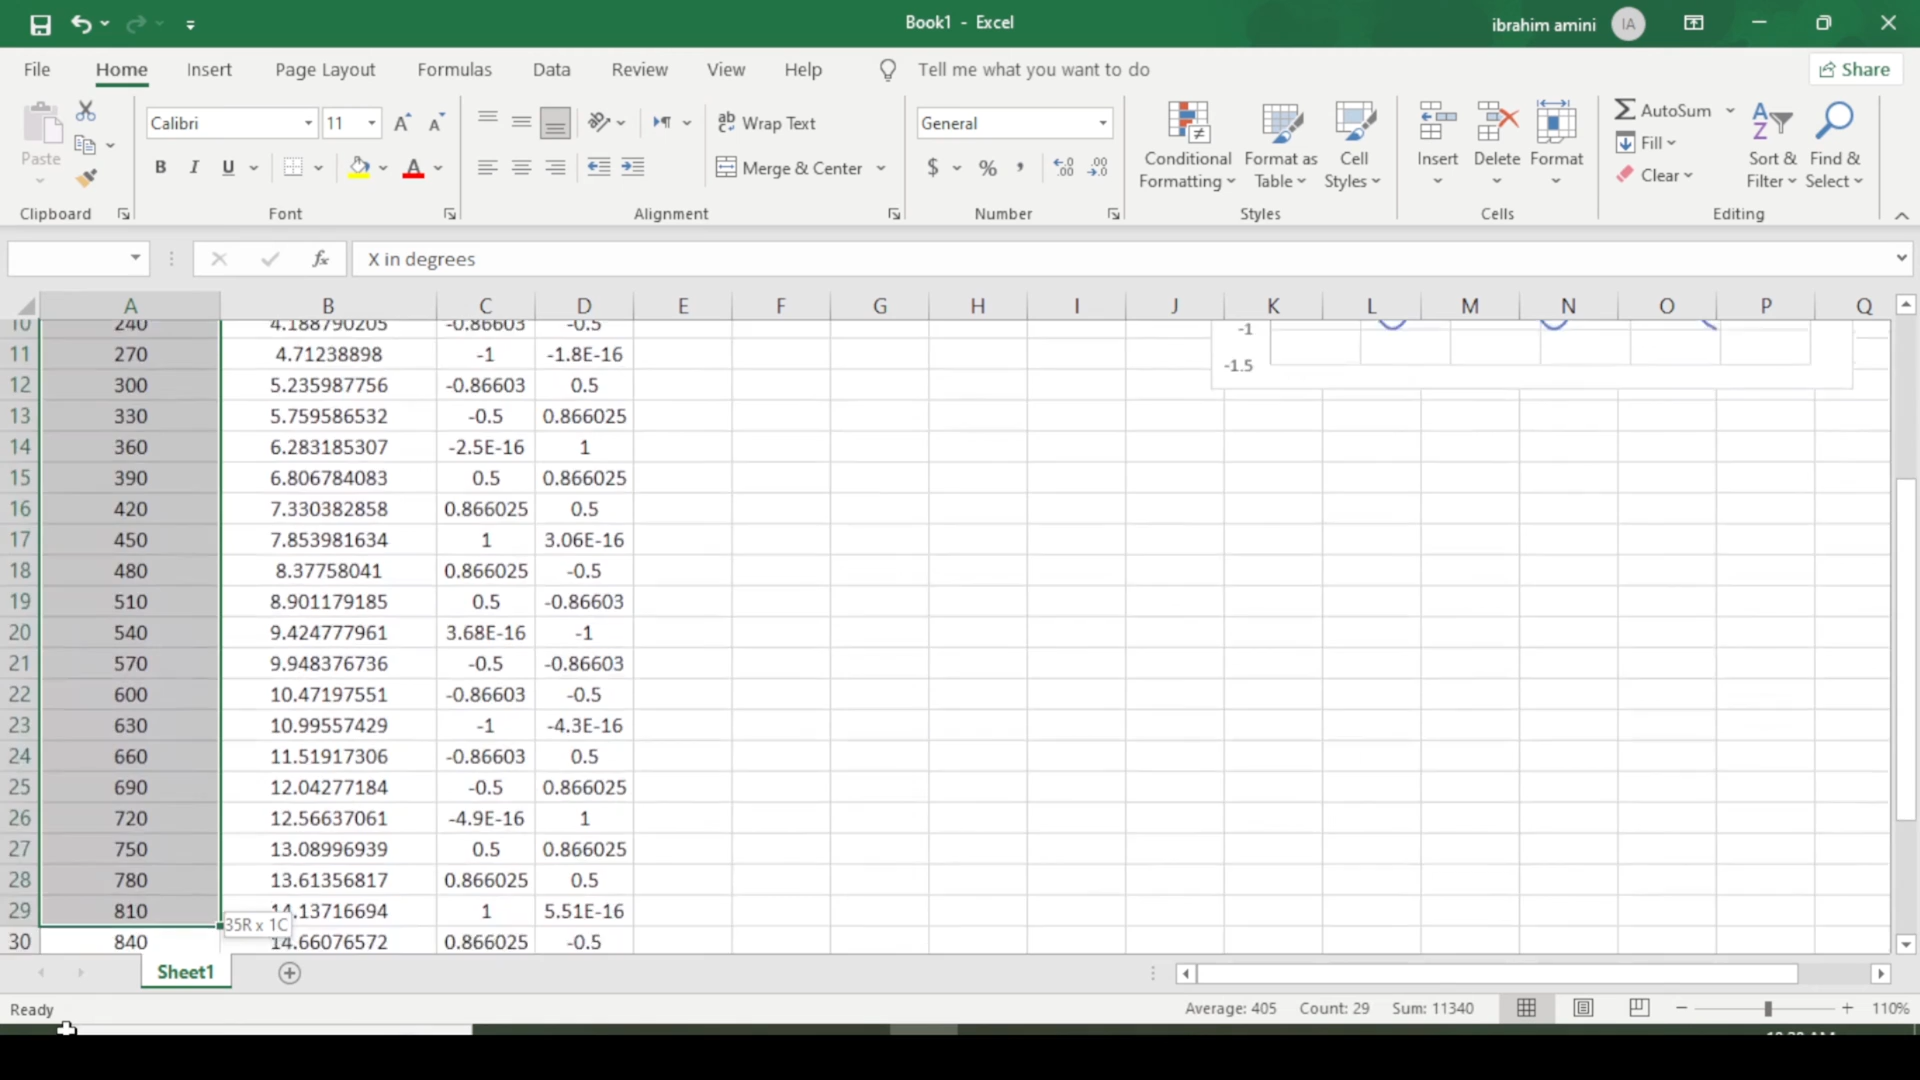 Book1 - Excel
ibrahim amini
IA
File Home Insert Page Layout Formulas Data Review View Help Tell me what you want to do Share
Paste
Clipboard
Calibri 11
B I U A
Font
Wrap Text
Merge & Center
Alignment
General
$ % ,
Number
Conditional Formatting
Format as Table
Cell Styles
Styles
Insert Delete Format
Cells
AutoSum
Fill
Clear
Sort & Filter
Find & Select
Editing
fx X in degrees
A B C D E F G H I J K L M N O P Q
10 240 4.188790205 -0.86603 -0.5
11 270 4.71238898 -1 -1.8E-16
12 300 5.235987756 -0.86603 0.5
13 330 5.759586532 -0.5 0.866025
14 360 6.283185307 -2.5E-16 1
15 390 6.806784083 0.5 0.866025
16 420 7.330382858 0.866025 0.5
17 450 7.853981634 1 3.06E-16
18 480 8.37758041 0.866025 -0.5
19 510 8.901179185 0.5 -0.86603
20 540 9.424777961 3.68E-16 -1
21 570 9.948376736 -0.5 -0.86603
22 600 10.47197551 -0.86603 -0.5
23 630 10.99557429 -1 -4.3E-16
24 660 11.51917306 -0.86603 0.5
25 690 12.04277184 -0.5 0.866025
26 720 12.56637061 -4.9E-16 1
27 750 13.08996939 0.5 0.866025
28 780 13.61356817 0.866025 0.5
29 810 14.13716694 1 5.51E-16
30 840 14.66076572 0.866025 -0.5
35R x 1C
-1
-1.5
Sheet1
Ready
Average: 405 Count: 29 Sum: 11340
110%